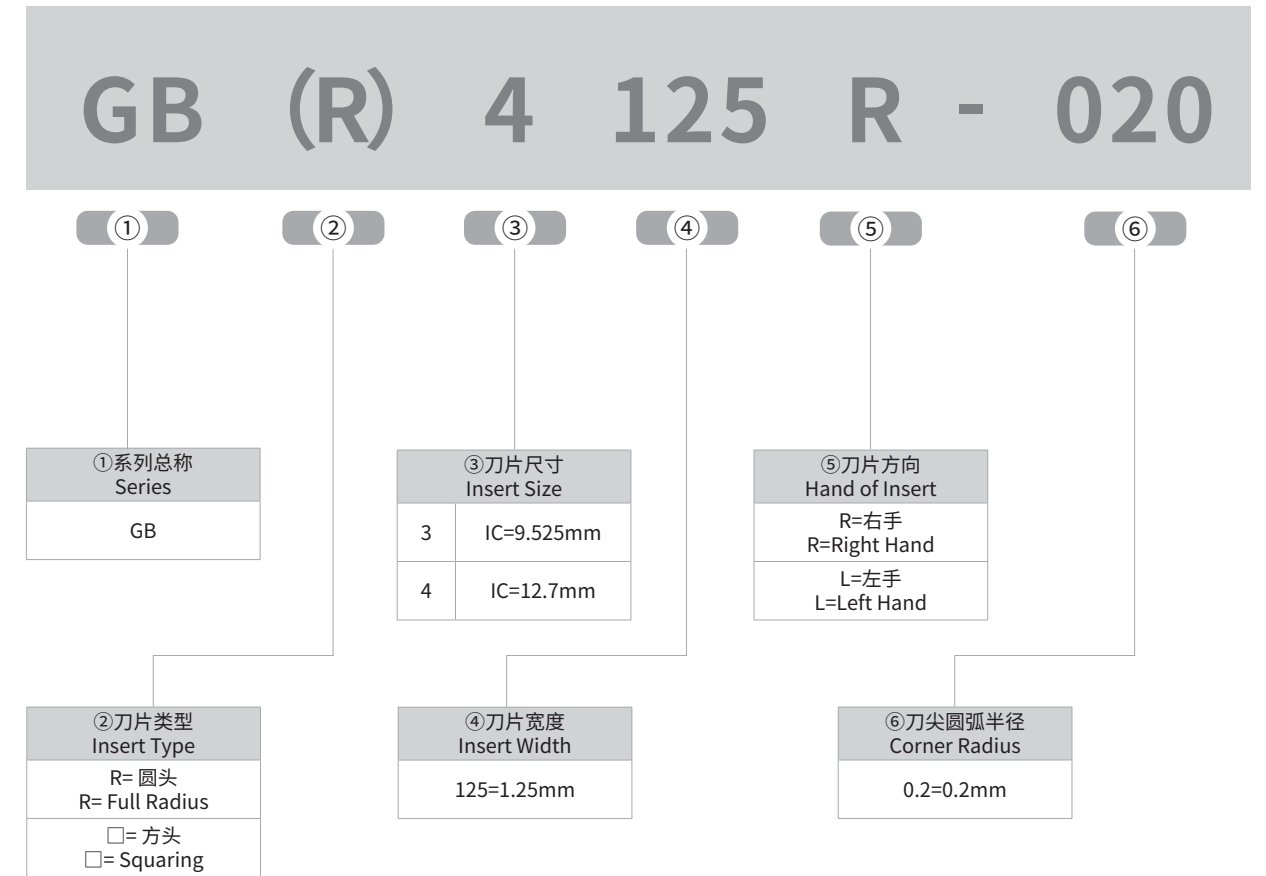 GB (R) 4 125 R - 020
① ② ③ ④ ⑤ ⑥
①系列总称
Series
GB
③刀片尺寸
Insert Size
3 IC=9.525mm
4 IC=12.7mm
⑤刀片方向
Hand of Insert
R=右手
R=Right Hand
L=左手
L=Left Hand
②刀片类型
Insert Type
R= 圆头
R= Full Radius
□= 方头
□= Squaring
④刀片宽度
Insert Width
125=1.25mm
⑥刀尖圆弧半径
Corner Radius
0.2=0.2mm